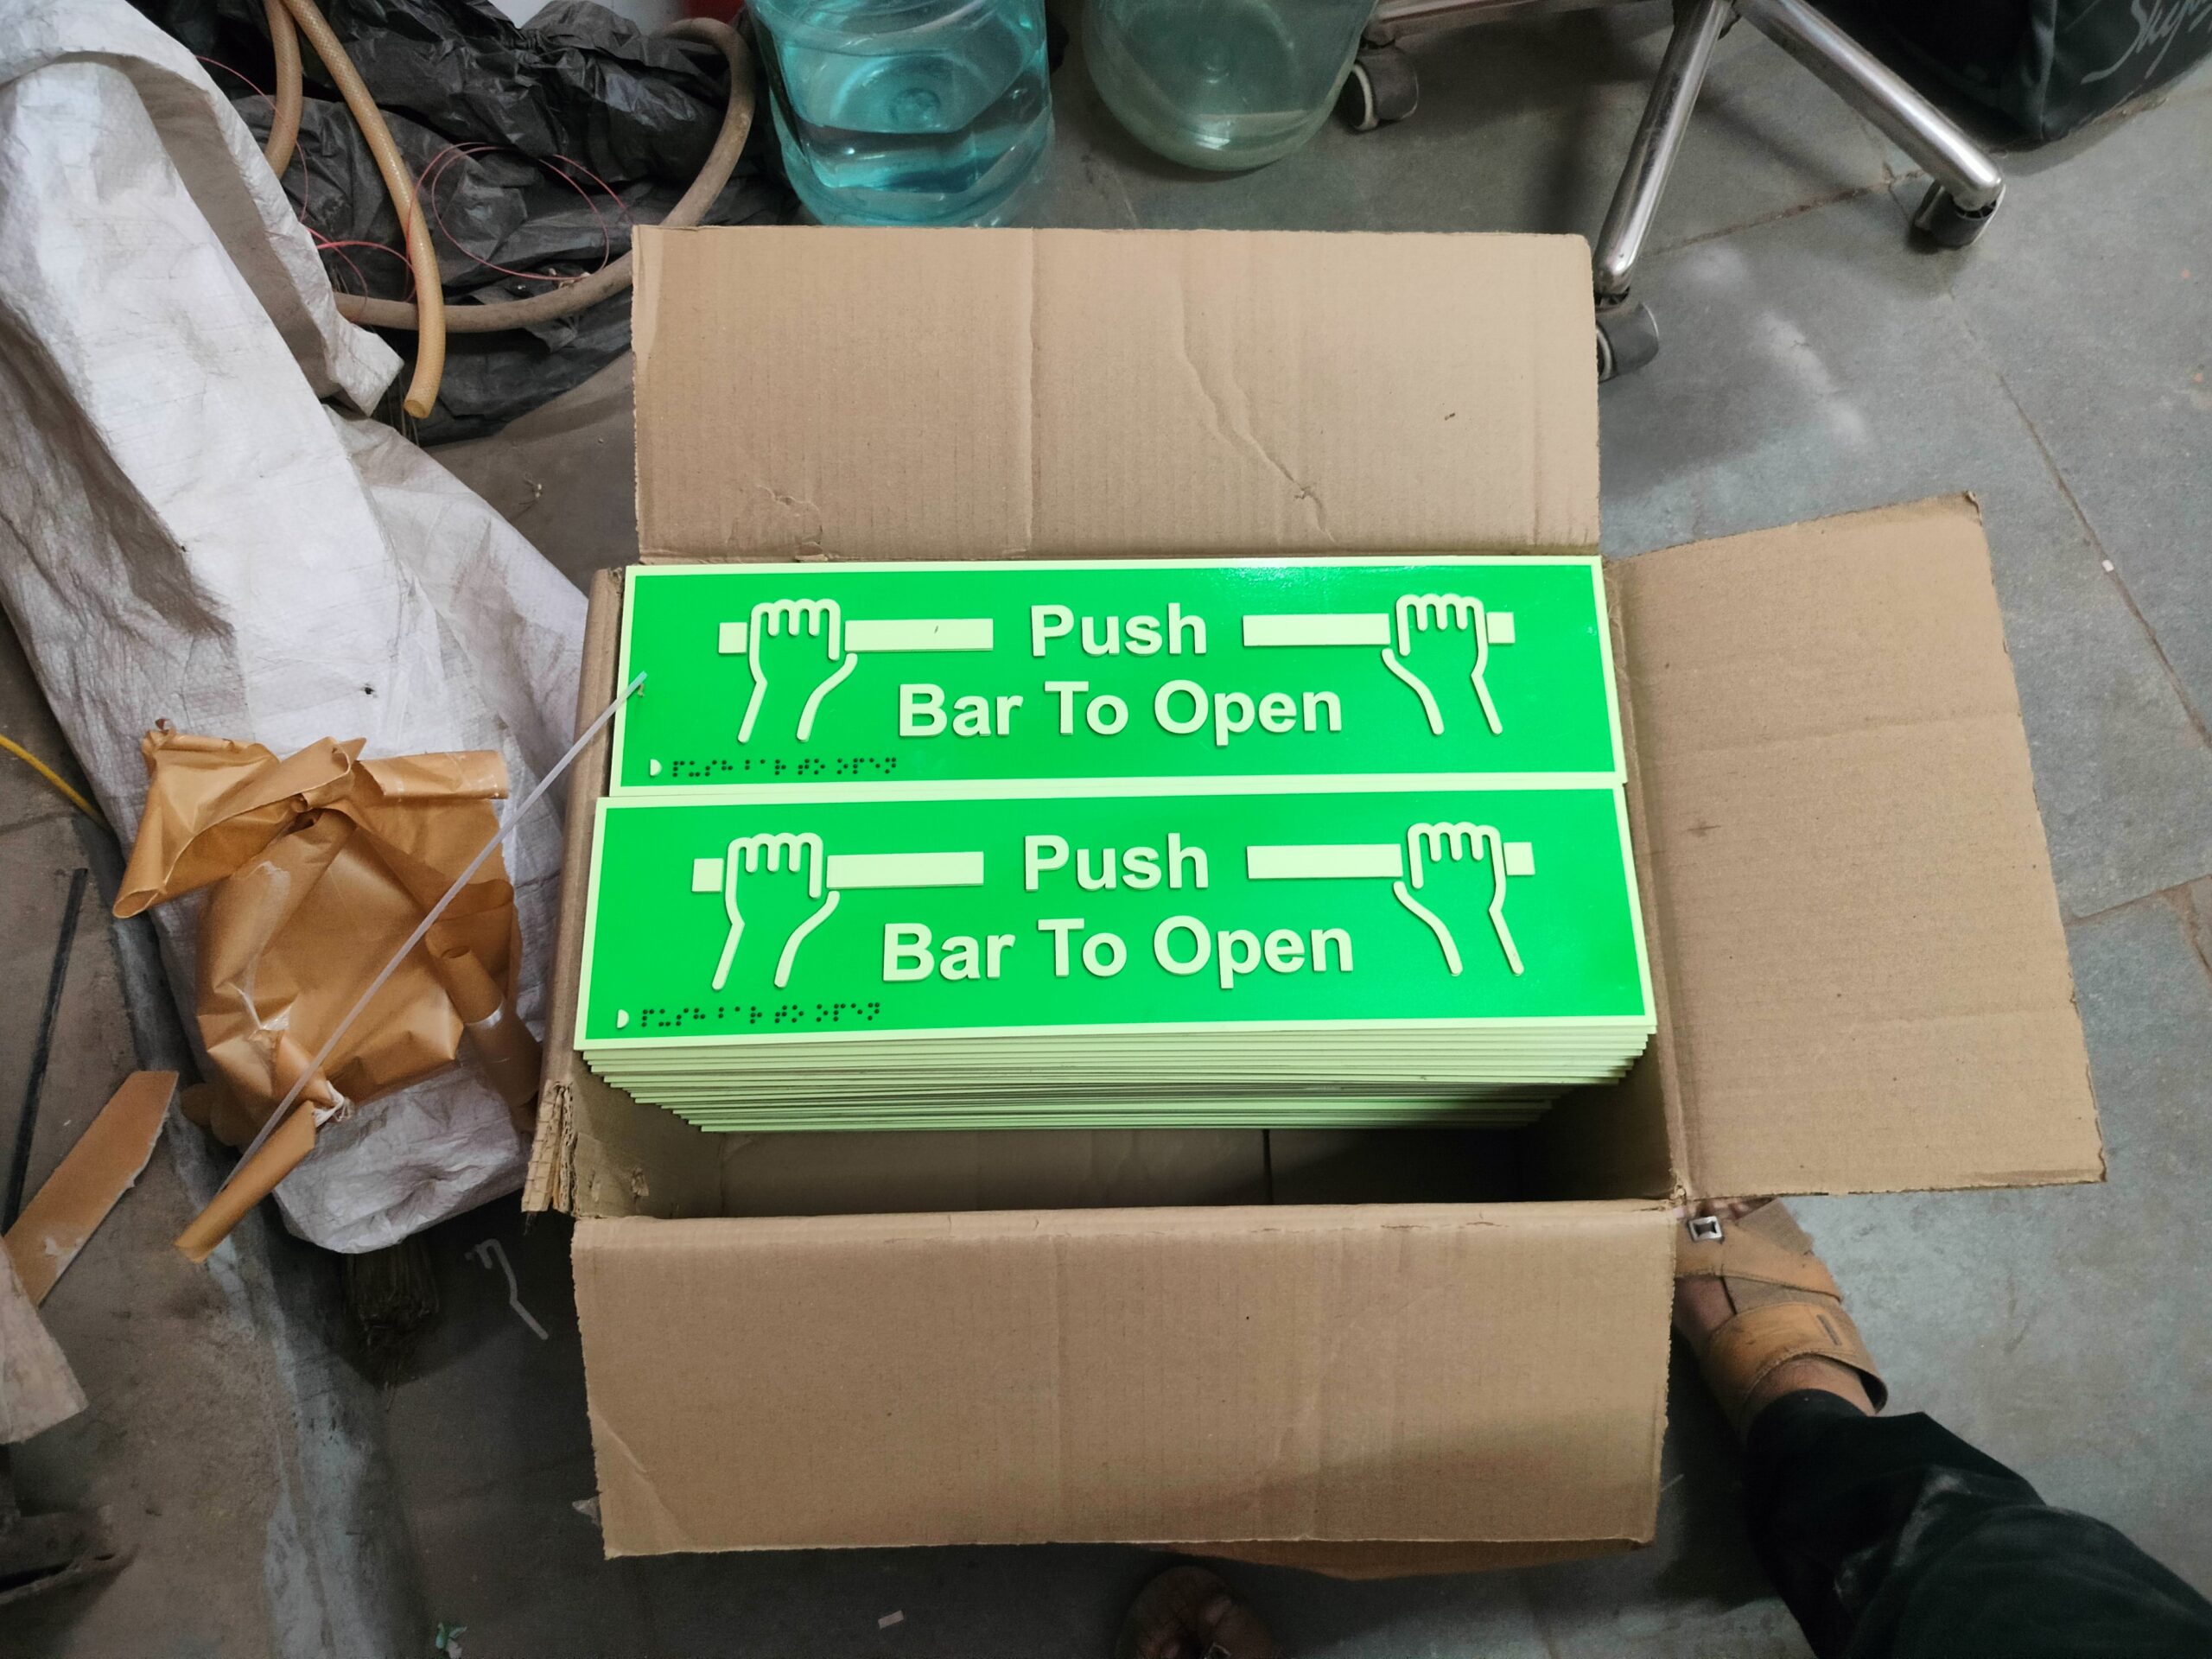 Push
Bar To Open
⠏⠥⠎⠓ ⠃⠁⠗ ⠞⠕ ⠕⠏⠑⠝
Push
Bar To Open
⠏⠥⠎⠓ ⠃⠁⠗ ⠞⠕ ⠕⠏⠑⠝